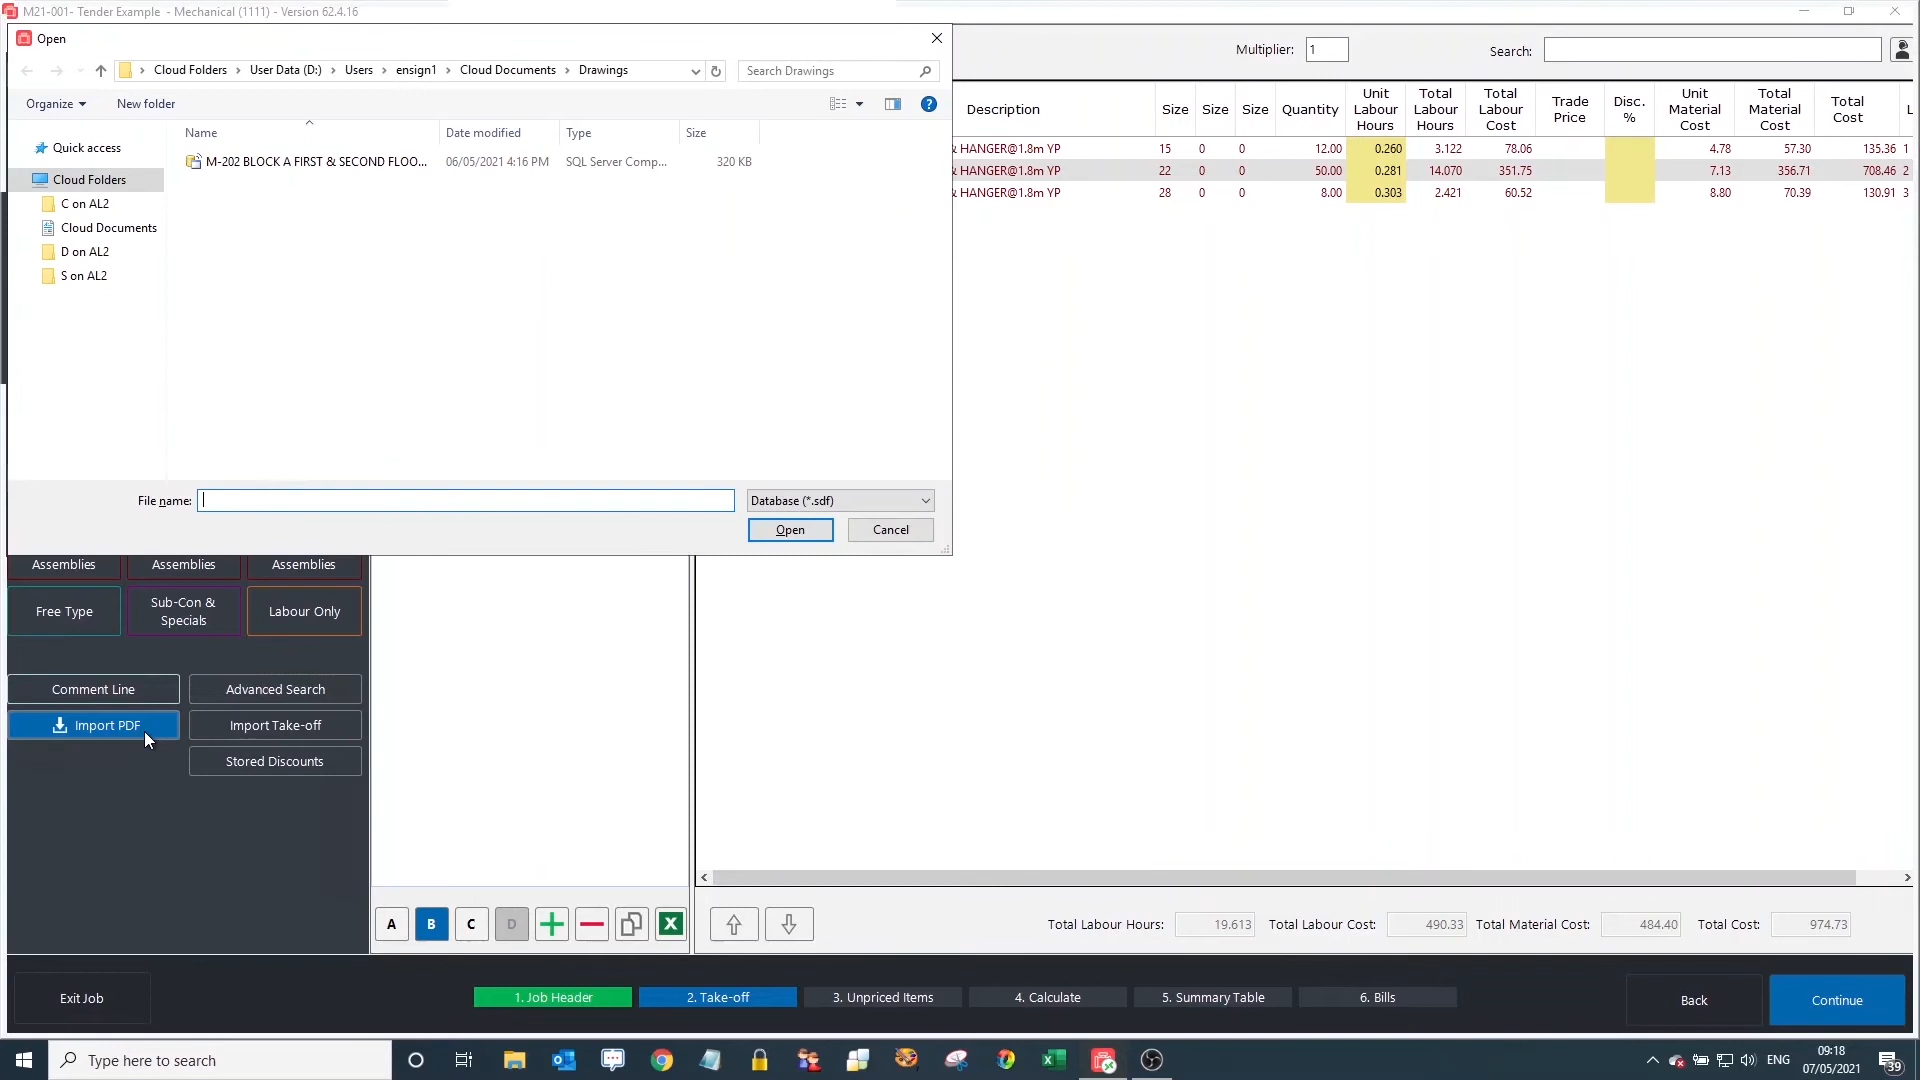 M21-001- Tender Example - Mechanical (1111) - Version 62.4.16
Open
Cloud Folders > User Data (D:) > Users > ensign1 > Cloud Documents > Drawings
Search Drawings
Organize
New folder
Name
Date modified
Type
Size
Quick access
Cloud Folders
C on AL2
Cloud Documents
D on AL2
S on AL2
M-202 BLOCK A FIRST & SECOND FLOO... 06/05/2021 4:16 PM SQL Server Comp... 320 KB
File name:
Database (*.sdf)
Open
Cancel
Multiplier: 1
Search:
Description
Size
Size
Size
Quantity
Unit
Labour
Hours
Total
Labour
Hours
Total
Labour
Cost
Trade
Price
Disc.
%
Unit
Material
Cost
Total
Material
Cost
Total
Cost
L
& HANGER@1.8m YP 15 0 0 12.00 0.260 3.122 78.06 4.78 57.30 135.36 1
& HANGER@1.8m YP 22 0 0 50.00 0.281 14.070 351.75 7.13 356.71 708.46 2
& HANGER@1.8m YP 28 0 0 8.00 0.303 2.421 60.52 8.80 70.39 130.91 3
Assemblies
Assemblies
Assemblies
Free Type
Sub-Con &
Specials
Labour Only
Comment Line
Advanced Search
Import PDF
Import Take-off
Stored Discounts
A
B
C
D
Total Labour Hours: 19.613
Total Labour Cost: 490.33
Total Material Cost: 484.40
Total Cost: 974.73
Exit Job
1. Job Header
2. Take-off
3. Unpriced Items
4. Calculate
5. Summary Table
6. Bills
Back
Continue
Type here to search
ENG
09:18
07/05/2021
39